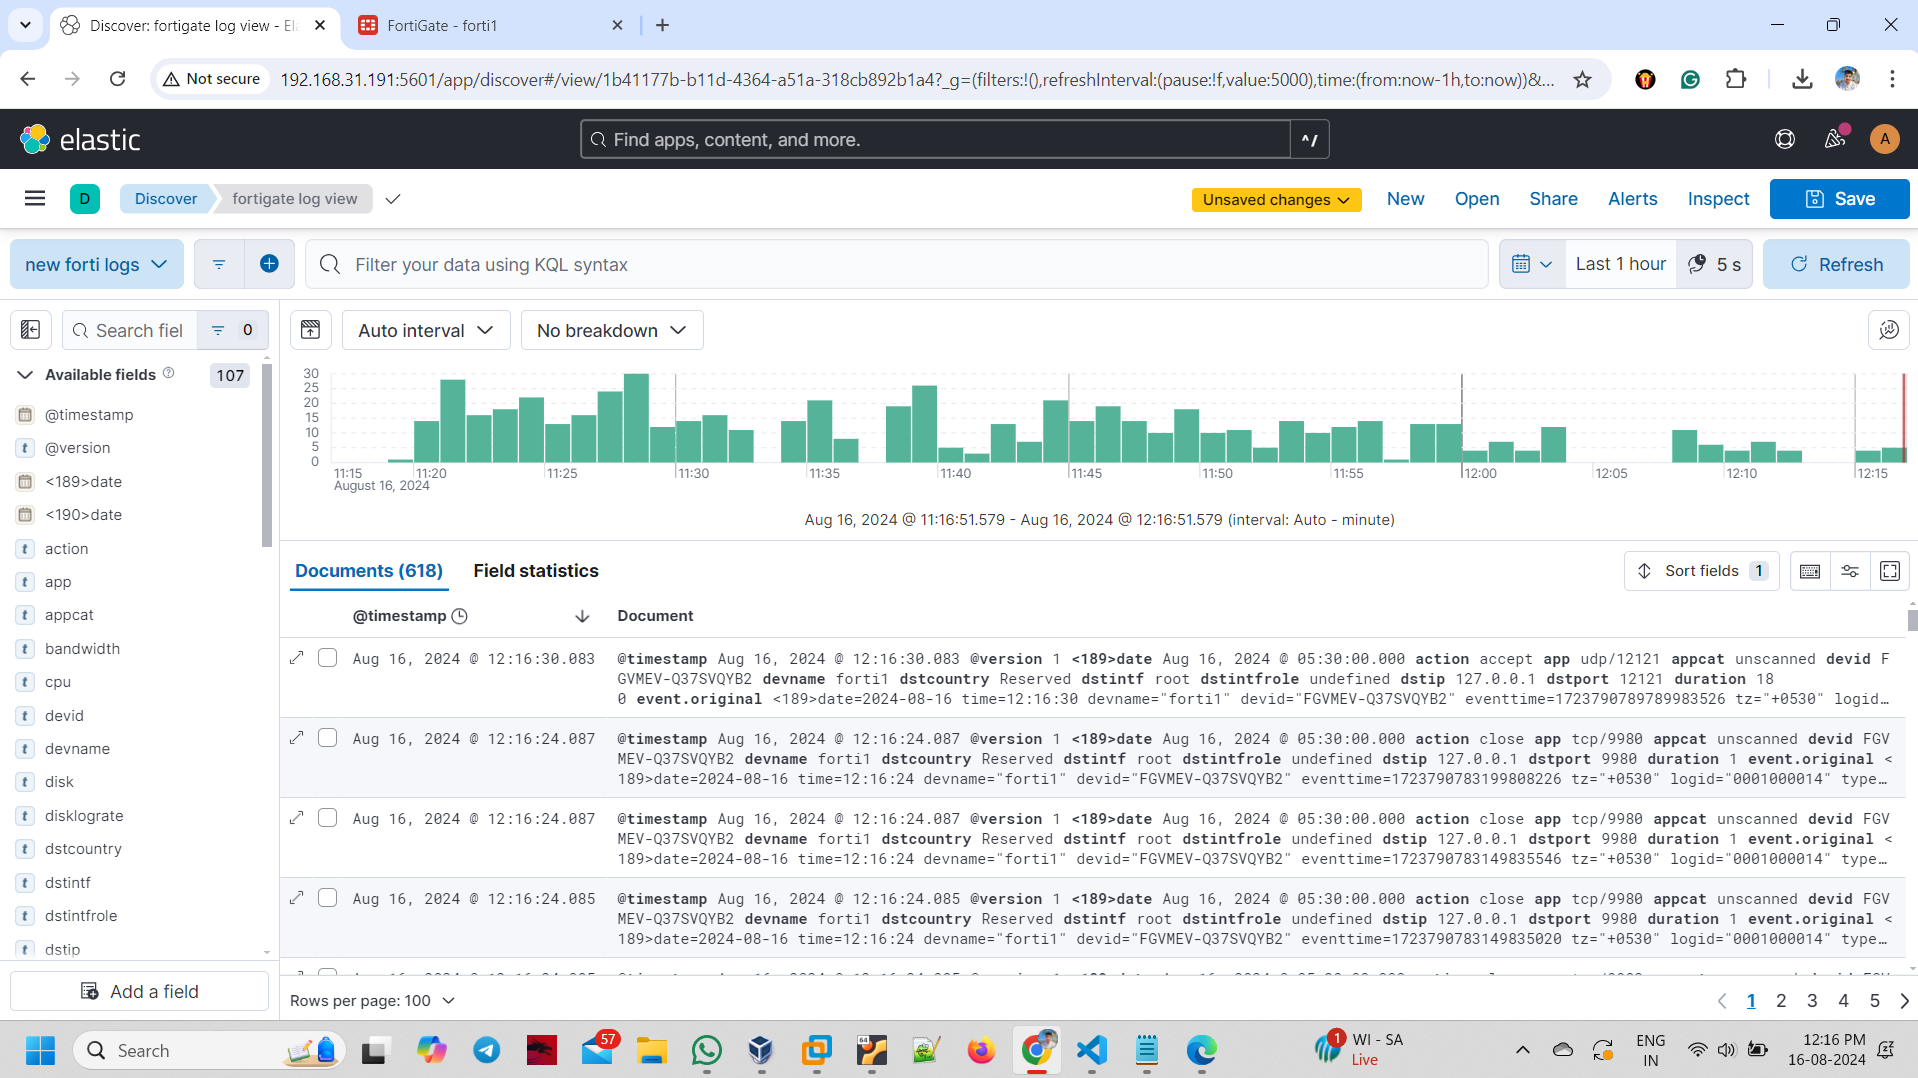 Discover: fortigate log view - Ela
FortiGate - forti1
Not secure
192.168.31.191:5601/app/discover#/view/1b41177b-b11d-4364-a51a-318cb892b1a4?_g=(filters:!(),refreshInterval:(pause:!f,value:5000),time:(from:now-1h,to:now))&...
elastic
Find apps, content, and more.
^/
A
D
Discover
fortigate log view
Unsaved changes
New
Open
Share
Alerts
Inspect
Save
new forti logs
Filter your data using KQL syntax
Last 1 hour
5 s
Refresh
Search fiel
0
Auto interval
No breakdown
Available fields
107
@timestamp
@version
<189>date
<190>date
action
app
appcat
bandwidth
cpu
devid
devname
disk
disklograte
dstcountry
dstintf
dstintfrole
dstip
Add a field
30
25
20
15
10
5
0
11:15
11:20
11:25
11:30
11:35
11:40
11:45
11:50
11:55
12:00
12:05
12:10
12:15
August 16, 2024
Aug 16, 2024 @ 11:16:51.579 - Aug 16, 2024 @ 12:16:51.579 (interval: Auto - minute)
Documents (618)
Field statistics
Sort fields 1
@timestamp
Document
Aug 16, 2024 @ 12:16:30.083
@timestamp Aug 16, 2024 @ 12:16:30.083 @version 1 <189>date Aug 16, 2024 @ 05:30:00.000 action accept app udp/12121 appcat unscanned devid F
GVMEV-Q37SVQYB2 devname forti1 dstcountry Reserved dstintf root dstintfrole undefined dstip 127.0.0.1 dstport 12121 duration 18
0 event.original <189>date=2024-08-16 time=12:16:30 devname="forti1" devid="FGVMEV-Q37SVQYB2" eventtime=1723790789789983526 tz="+0530" logid…
Aug 16, 2024 @ 12:16:24.087
@timestamp Aug 16, 2024 @ 12:16:24.087 @version 1 <189>date Aug 16, 2024 @ 05:30:00.000 action close app tcp/9980 appcat unscanned devid FGV
MEV-Q37SVQYB2 devname forti1 dstcountry Reserved dstintf root dstintfrole undefined dstip 127.0.0.1 dstport 9980 duration 1 event.original <
189>date=2024-08-16 time=12:16:24 devname="forti1" devid="FGVMEV-Q37SVQYB2" eventtime=1723790783199808226 tz="+0530" logid="0001000014" type…
Aug 16, 2024 @ 12:16:24.087
@timestamp Aug 16, 2024 @ 12:16:24.087 @version 1 <189>date Aug 16, 2024 @ 05:30:00.000 action close app tcp/9980 appcat unscanned devid FGV
MEV-Q37SVQYB2 devname forti1 dstcountry Reserved dstintf root dstintfrole undefined dstip 127.0.0.1 dstport 9980 duration 1 event.original <
189>date=2024-08-16 time=12:16:24 devname="forti1" devid="FGVMEV-Q37SVQYB2" eventtime=1723790783149835546 tz="+0530" logid="0001000014" type…
Aug 16, 2024 @ 12:16:24.085
@timestamp Aug 16, 2024 @ 12:16:24.085 @version 1 <189>date Aug 16, 2024 @ 05:30:00.000 action close app tcp/9980 appcat unscanned devid FGV
MEV-Q37SVQYB2 devname forti1 dstcountry Reserved dstintf root dstintfrole undefined dstip 127.0.0.1 dstport 9980 duration 1 event.original <
189>date=2024-08-16 time=12:16:24 devname="forti1" devid="FGVMEV-Q37SVQYB2" eventtime=1723790783149835020 tz="+0530" logid="0001000014" type…
Rows per page: 100
1 2 3 4 5
Search
57
64
1
WI - SA
Live
ENG
IN
12:16 PM
16-08-2024